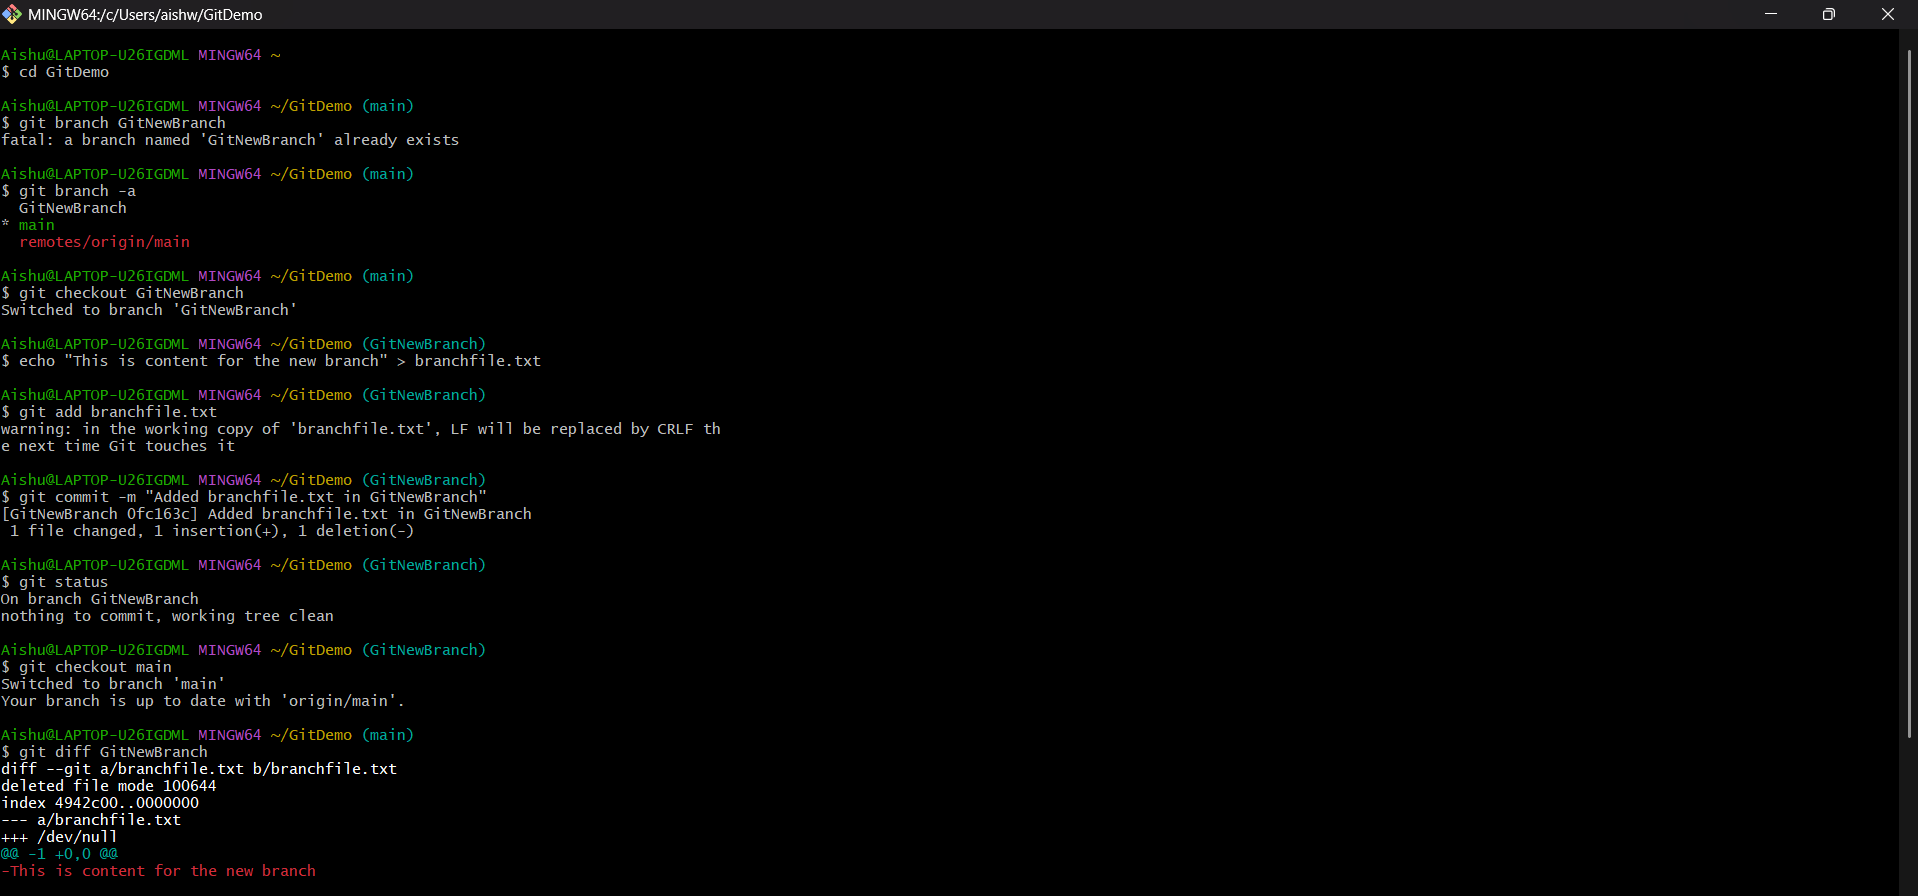 MINGW64:/c/Users/aishw/GitDemo
Aishu@LAPTOP-U26IGDML MINGW64 ~
$ cd GitDemo
Aishu@LAPTOP-U26IGDML MINGW64 ~/GitDemo (main)
$ git branch GitNewBranch
fatal: a branch named 'GitNewBranch' already exists
Aishu@LAPTOP-U26IGDML MINGW64 ~/GitDemo (main)
$ git branch -a
  GitNewBranch
* main
  remotes/origin/main
Aishu@LAPTOP-U26IGDML MINGW64 ~/GitDemo (main)
$ git checkout GitNewBranch
Switched to branch 'GitNewBranch'
Aishu@LAPTOP-U26IGDML MINGW64 ~/GitDemo (GitNewBranch)
$ echo "This is content for the new branch" > branchfile.txt
Aishu@LAPTOP-U26IGDML MINGW64 ~/GitDemo (GitNewBranch)
$ git add branchfile.txt
warning: in the working copy of 'branchfile.txt', LF will be replaced by CRLF th
e next time Git touches it
Aishu@LAPTOP-U26IGDML MINGW64 ~/GitDemo (GitNewBranch)
$ git commit -m "Added branchfile.txt in GitNewBranch"
[GitNewBranch 0fc163c] Added branchfile.txt in GitNewBranch
 1 file changed, 1 insertion(+), 1 deletion(-)
Aishu@LAPTOP-U26IGDML MINGW64 ~/GitDemo (GitNewBranch)
$ git status
On branch GitNewBranch
nothing to commit, working tree clean
Aishu@LAPTOP-U26IGDML MINGW64 ~/GitDemo (GitNewBranch)
$ git checkout main
Switched to branch 'main'
Your branch is up to date with 'origin/main'.
Aishu@LAPTOP-U26IGDML MINGW64 ~/GitDemo (main)
$ git diff GitNewBranch
diff --git a/branchfile.txt b/branchfile.txt
deleted file mode 100644
index 4942c00..0000000
--- a/branchfile.txt
+++ /dev/null
@@ -1 +0,0 @@
-This is content for the new branch